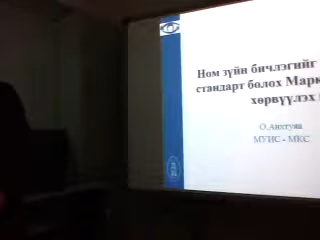 Ном зүйн бичлэгийг
стандарт болох Марк
хөрвүүлэх
О.Анхтуяа
МУИС - МКС